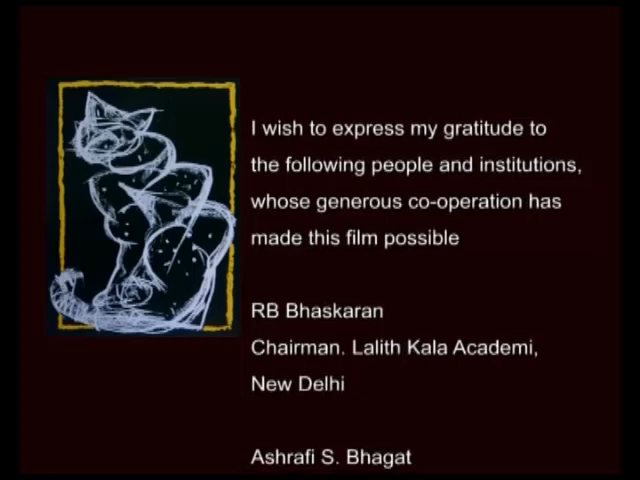 I wish to express my gratitude to
the following people and institutions,
whose generous co-operation has
made this film possible
RB Bhaskaran
Chairman. Lalith Kala Academi,
New Delhi
Ashrafi S. Bhagat